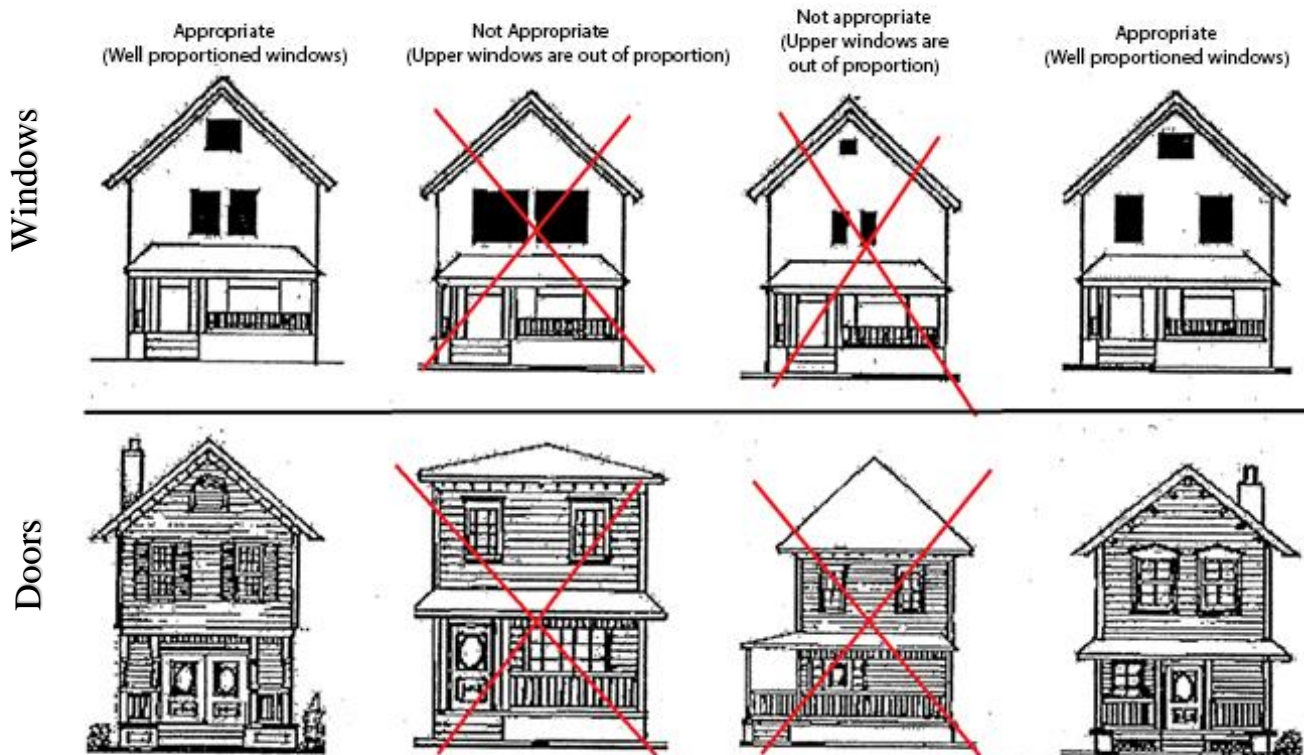 Appropriate
(Well proportioned windows)
Not Appropriate
(Upper windows are out of proportion)
Not appropriate
(Upper windows are
out of proportion)
Appropriate
(Well proportioned windows)
Windows
Doors